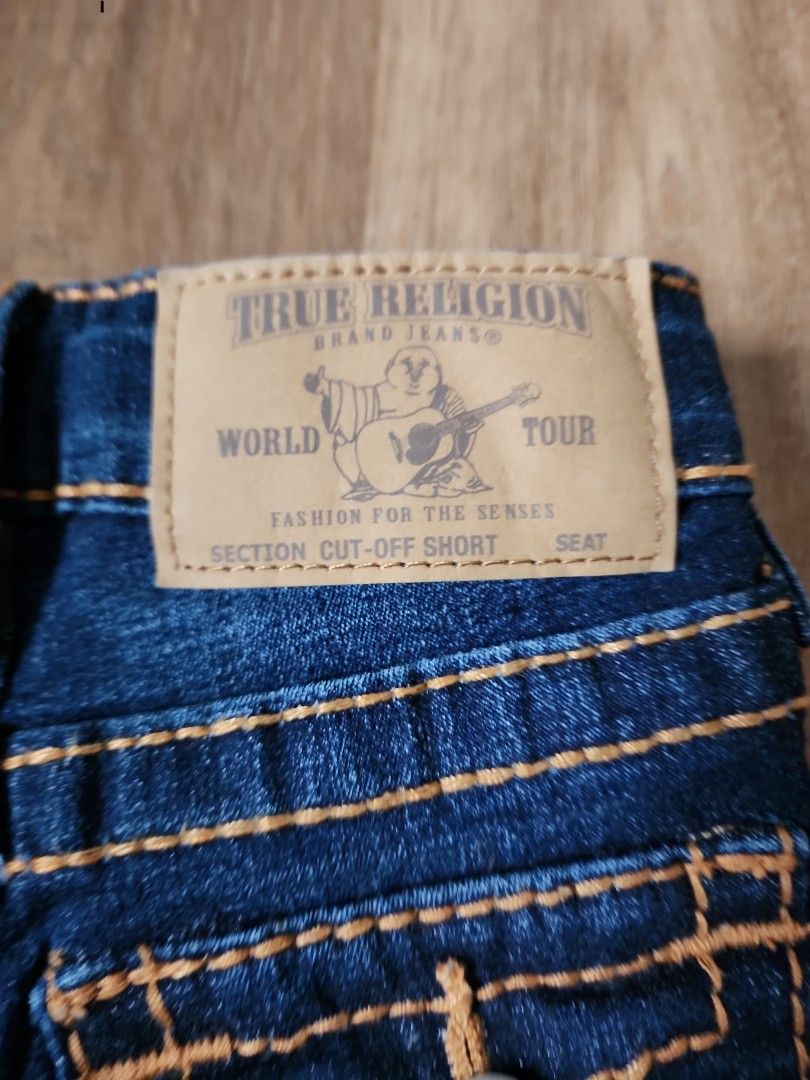 TRUE RELIGION
BRAND JEANS®
WORLD TOUR
FASHION FOR THE SENSES
SECTION CUT-OFF SHORT SEAT